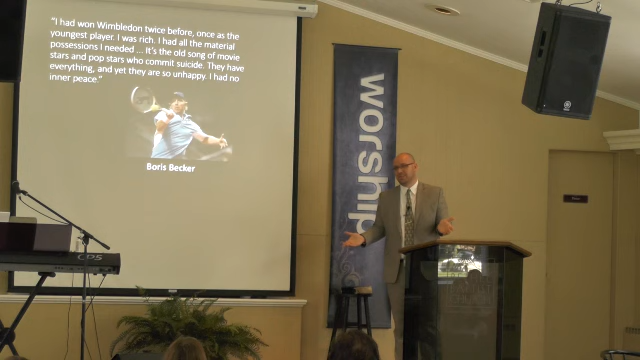 “I had won Wimbledon twice before, once as the
youngest player. I was rich. I had all the material
possessions I needed ... It’s the old song of movie
stars and pop stars who commit suicide. They have
everything, and yet they are so unhappy. I had no
inner peace.”
Boris Becker
worship
CP5